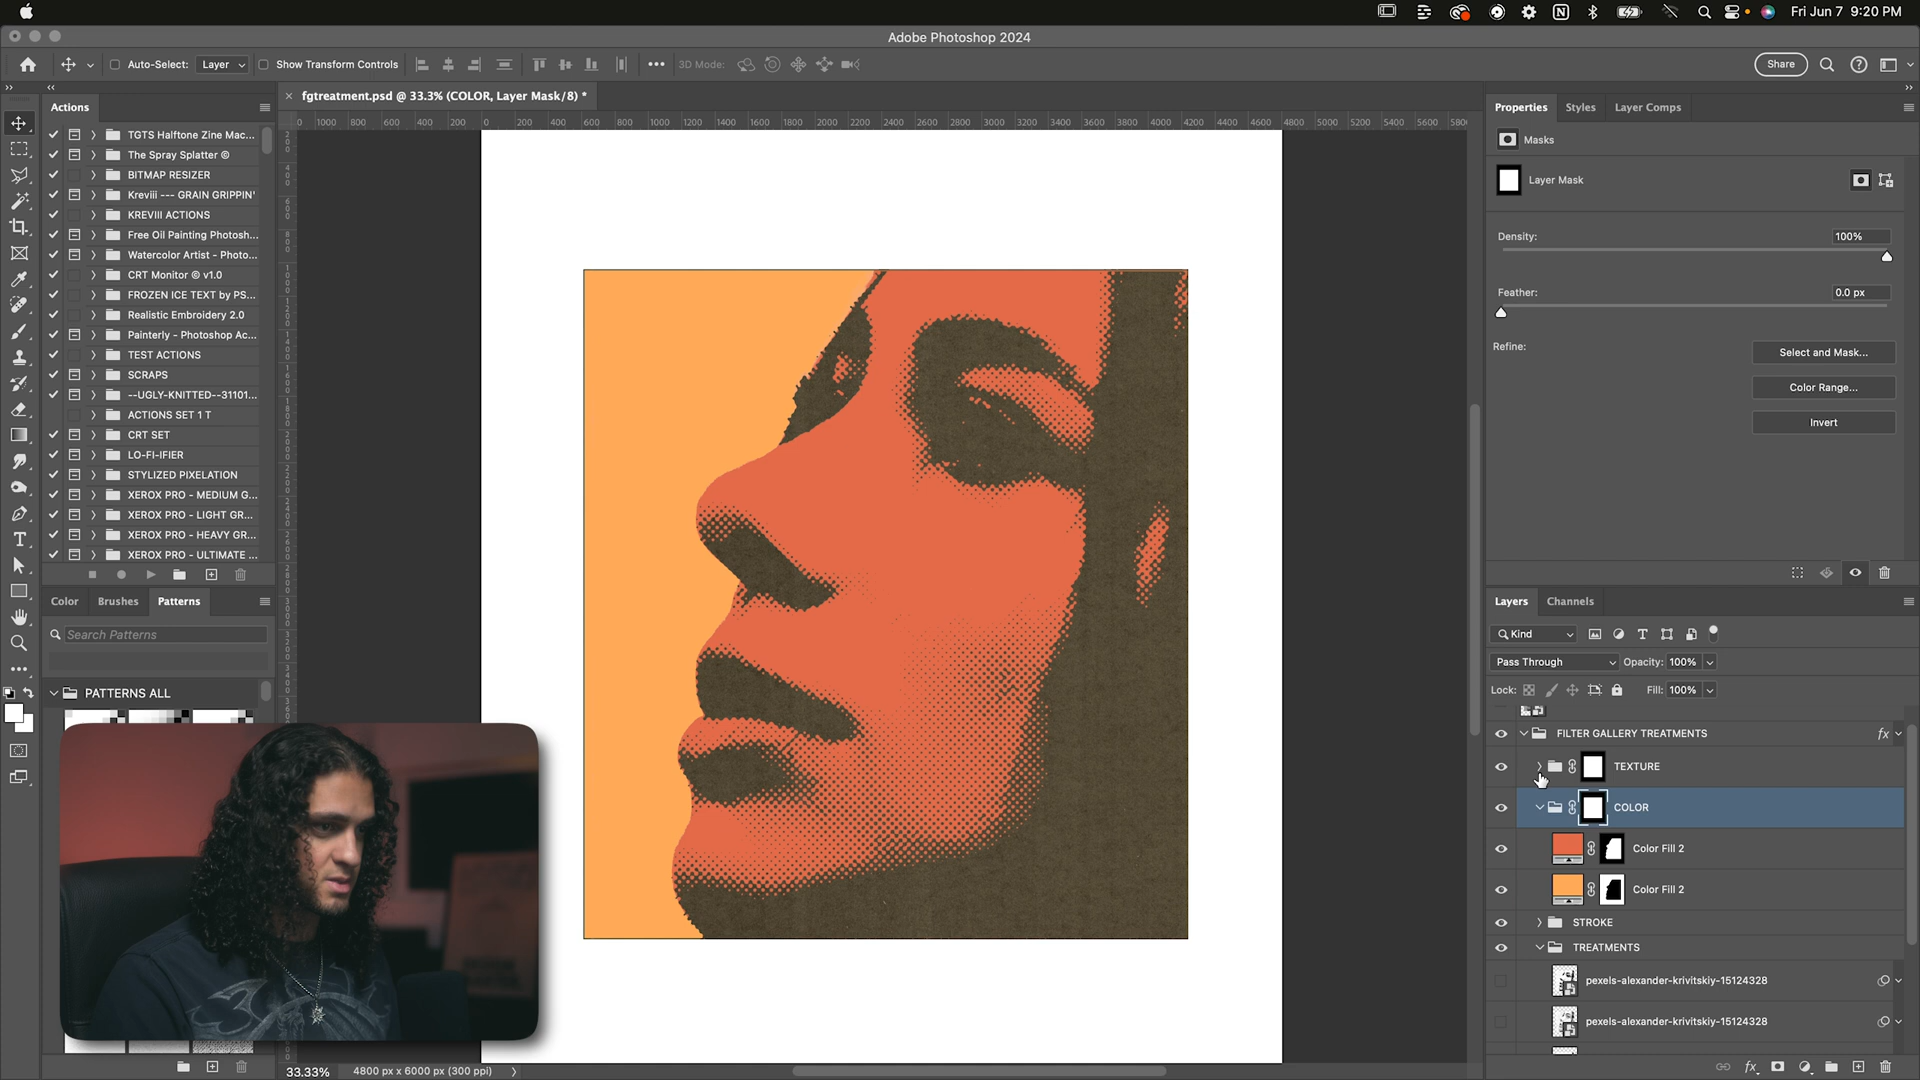 Fri Jun 7 9:20 PM
Adobe Photoshop 2024
Auto-Select:
Layer
Show Transform Controls
3D Mode:
Share
Actions
fgtreatment.psd @ 33.3% (COLOR, Layer Mask/8) *
Properties
Styles
Layer Comps
TGTS Halftone Zine Mac...
The Spray Splatter ©
BITMAP RESIZER
Kreviii --- GRAIN GRIPPIN'
KREVIII ACTIONS
Free Oil Painting Photosh...
Watercolor Artist - Photo...
CRT Monitor © v1.0
FROZEN ICE TEXT by PS...
Realistic Embroidery 2.0
Painterly - Photoshop Ac...
TEST ACTIONS
SCRAPS
--UGLY-KNITTED--31101...
ACTIONS SET 1 T
CRT SET
LO-FI-IFIER
STYLIZED PIXELATION
XEROX PRO - MEDIUM G...
XEROX PRO - LIGHT GR...
XEROX PRO - HEAVY GR...
XEROX PRO - ULTIMATE ...
Color
Brushes
Patterns
Search Patterns
PATTERNS ALL
Masks
Layer Mask
Density:
100%
Feather:
0.0 px
Refine:
Select and Mask...
Color Range...
Invert
Layers
Channels
Kind
Pass Through
Opacity: 100%
Lock:
Fill: 100%
FILTER GALLERY TREATMENTS
fx
TEXTURE
COLOR
Color Fill 2
Color Fill 2
STROKE
TREATMENTS
pexels-alexander-krivitskiy-15124328
pexels-alexander-krivitskiy-15124328
fx
33.33%
4800 px x 6000 px (300 ppi)